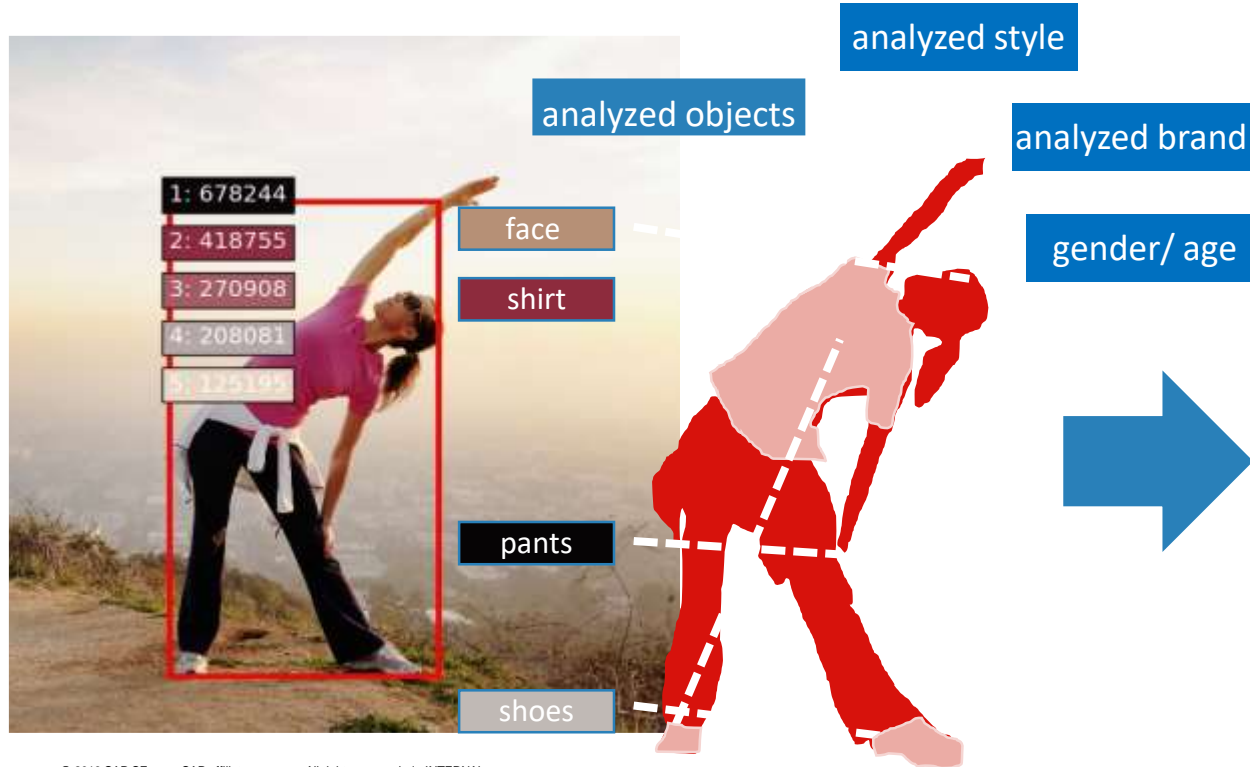 analyzed style
analyzed objects
analyzed brand
1: 678244
2: 418755
3: 270908
4: 208081
5: 125195
face
gender/ age
shirt
pants
shoes